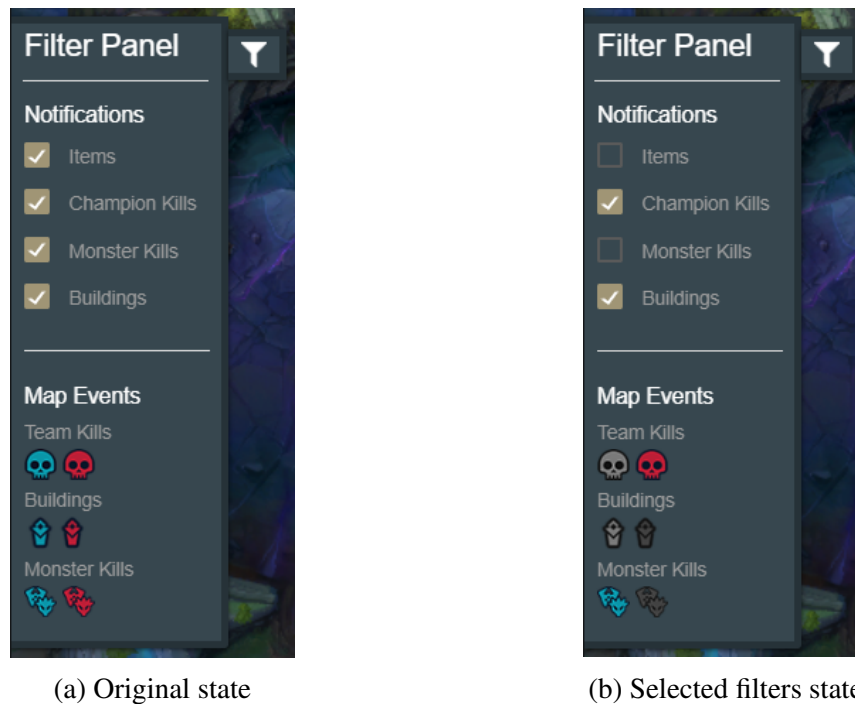 Filter Panel
Notifications
Items
Champion Kills
Monster Kills
Buildings
Map Events
Team Kills
Buildings
Monster Kills
(a) Original state
Filter Panel
Notifications
Items
Champion Kills
Monster Kills
Buildings
Map Events
Team Kills
Buildings
Monster Kills
(b) Selected filters state